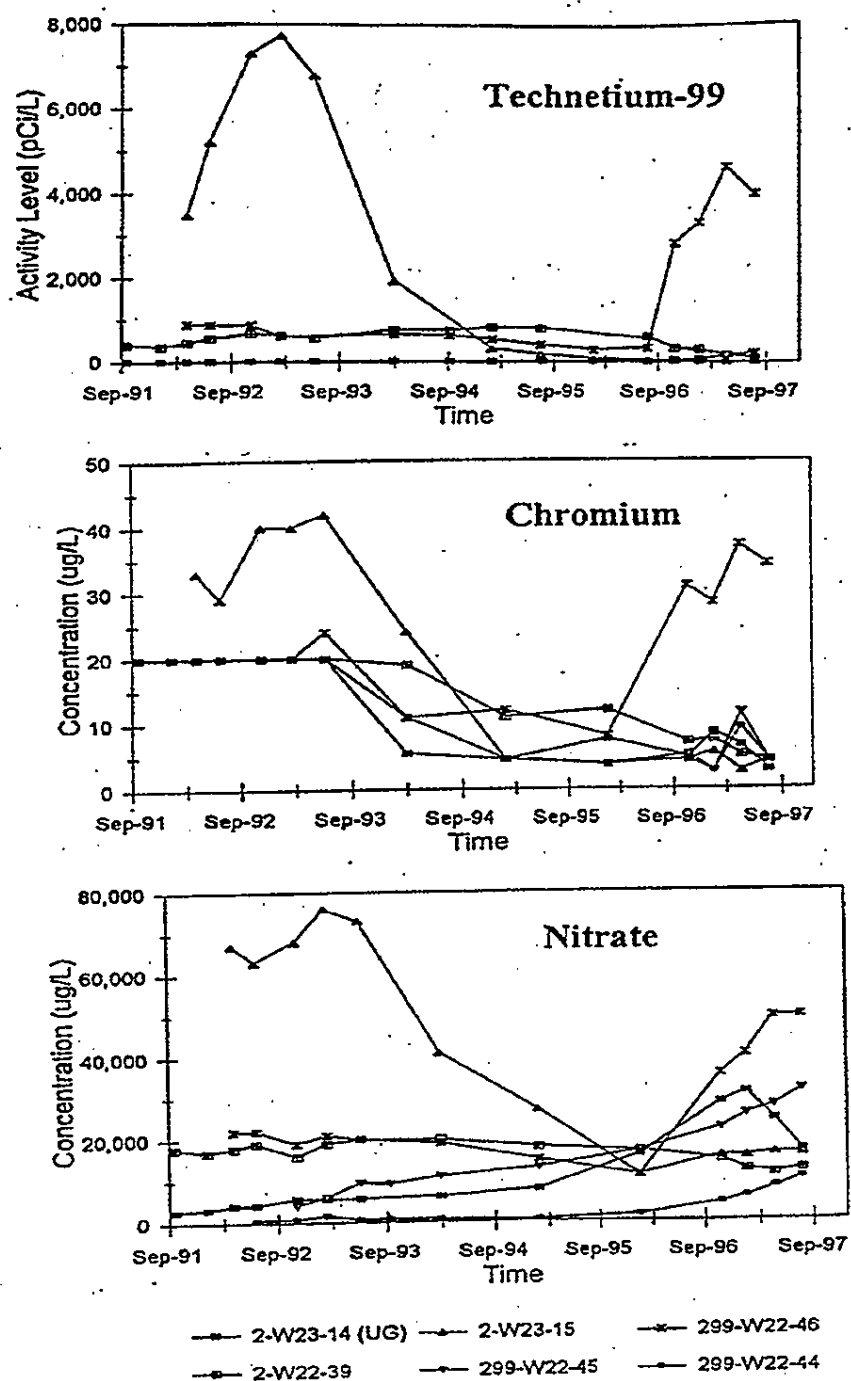 8,000
6,000
4,000
2,000
0
Activity Level (pCi/L)
Technetium-99
Sep-91 Sep-92 Sep-93 Sep-94 Sep-95 Sep-96 Sep-97
Time
50
40
30
20
10
0
Concentration (ug/L)
Chromium
Sep-91 Sep-92 Sep-93 Sep-94 Sep-95 Sep-96 Sep-97
Time
80,000
60,000
40,000
20,000
0
Concentration (ug/L)
Nitrate
Sep-91 Sep-92 Sep-93 Sep-94 Sep-95 Sep-96 Sep-97
Time
2-W23-14 (UG) 2-W23-15 299-W22-46
2-W22-39 299-W22-45 299-W22-44